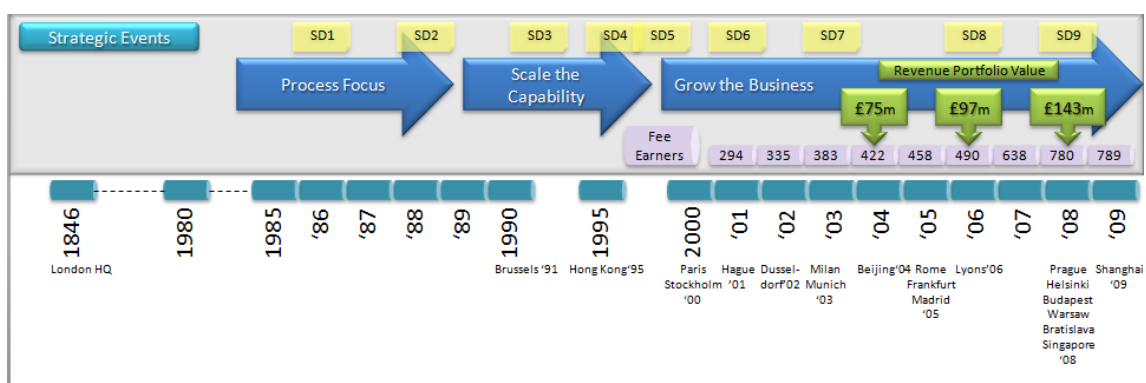 Strategic Events
SD1
SD2
SD3
SD4
SD5
SD6
SD7
SD8
SD9
Process Focus
Scale the
Capability
Grow the Business
Revenue Portfolio Value
£75m
£97m
£143m
Fee
Earners
294
335
383
422
458
490
638
780
789
1846
1980
1985
'86
'87
'88
'89
1990
1995
2000
'01
'02
'03
'04
'05
'06
'07
'08
'09
London HQ
Brussels '91
Hong Kong'95
Paris
Stockholm
'00
Hague
'01
Dussel-
dorf'02
Milan
Munich
'03
Beijing'04
Rome
Frankfurt
Madrid
'05
Lyons'06
Prague
Helsinki
Budapest
Warsaw
Bratislava
Singapore
'08
Shanghai
'09